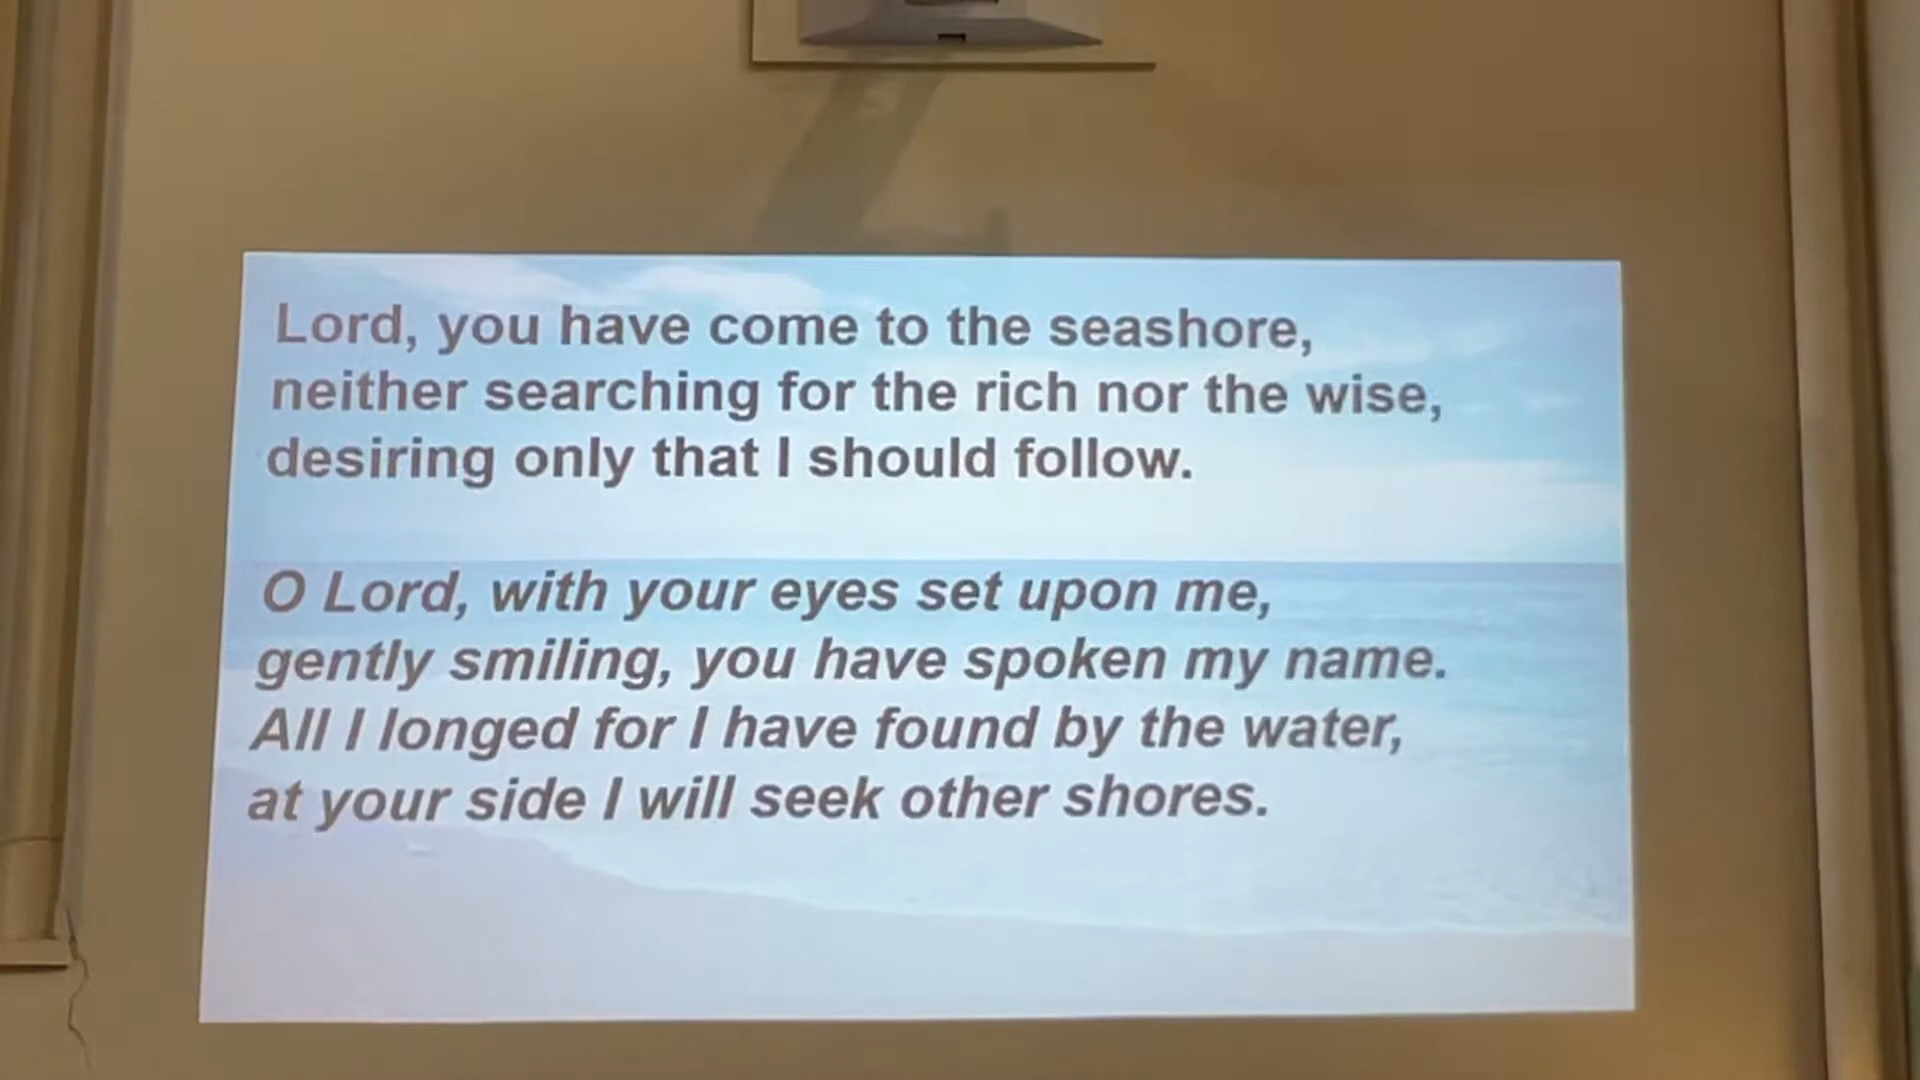 Lord, you have come to the seashore,
neither searching for the rich nor the wise,
desiring only that I should follow.
O Lord, with your eyes set upon me,
gently smiling, you have spoken my name.
All I longed for I have found by the water,
at your side I will seek other shores.